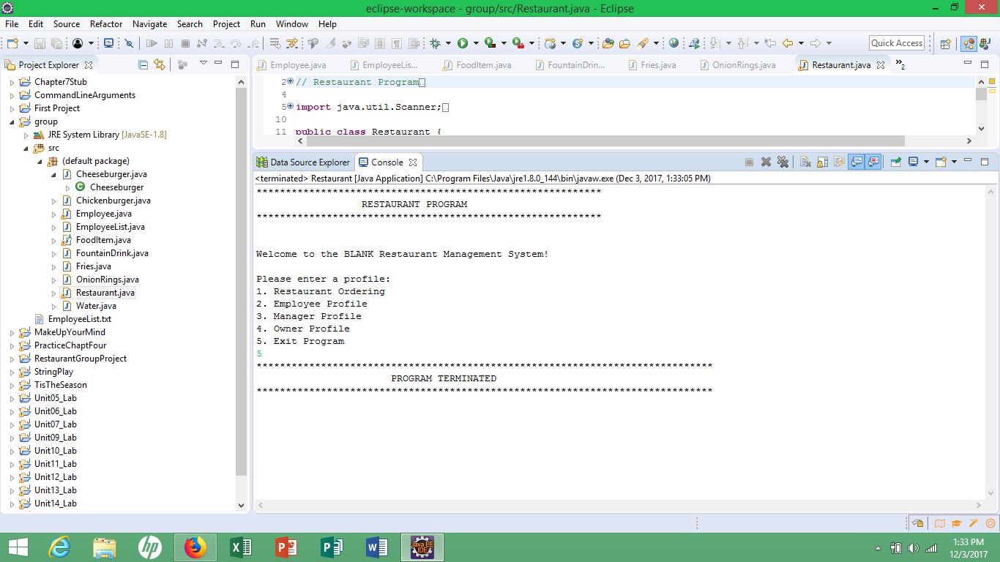 eclipse-workspace - group/src/Restaurant.java - Eclipse
File Edit Source Refactor Navigate Search Project Run Window Help
Quick Access
Project Explorer
Chapter7Stub
CommandLineArguments
First Project
group
JRE System Library [JavaSE-1.8]
src
(default package)
Cheeseburger.java
Cheeseburger
Chickenburger.java
Employee.java
EmployeeList.java
FoodItem.java
FountainDrink.java
Fries.java
OnionRings.java
Restaurant.java
Water.java
EmployeeList.txt
MakeUpYourMind
PracticeChaptFour
RestaurantGroupProject
StringPlay
TisTheSeason
Unit05_Lab
Unit06_Lab
Unit07_Lab
Unit09_Lab
Unit10_Lab
Unit11_Lab
Unit12_Lab
Unit13_Lab
Unit14_Lab
Employee.java EmployeeLis... FoodItem.java FountainDrin... Fries.java OnionRings.java Restaurant.java »2
2 // Restaurant Program
4
5 import java.util.Scanner;
10
11 public class Restaurant {
Data Source Explorer Console
<terminated> Restaurant [Java Application] C:\Program Files\Java\jre1.8.0_144\bin\javaw.exe (Dec 3, 2017, 1:33:05 PM)
***********************************************************
RESTAURANT PROGRAM
***********************************************************
Welcome to the BLANK Restaurant Management System!
Please enter a profile:
1. Restaurant Ordering
2. Employee Profile
3. Manager Profile
4. Owner Profile
5. Exit Program
5
******************************************************************************
PROGRAM TERMINATED
******************************************************************************
hp
Java EE
IDE
1:33 PM
12/3/2017